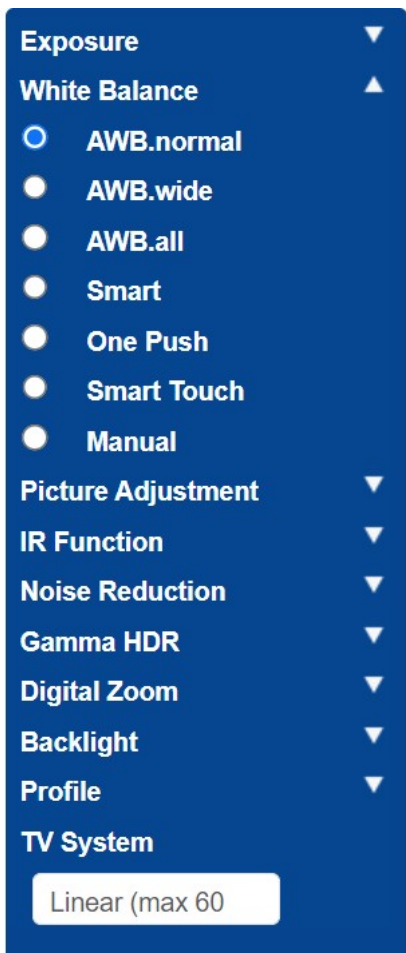 Exposure
White Balance
AWB.normal
AWB.wide
AWB.all
Smart
One Push
Smart Touch
Manual
Picture Adjustment
IR Function
Noise Reduction
Gamma HDR
Digital Zoom
Backlight
Profile
TV System
Linear (max 60